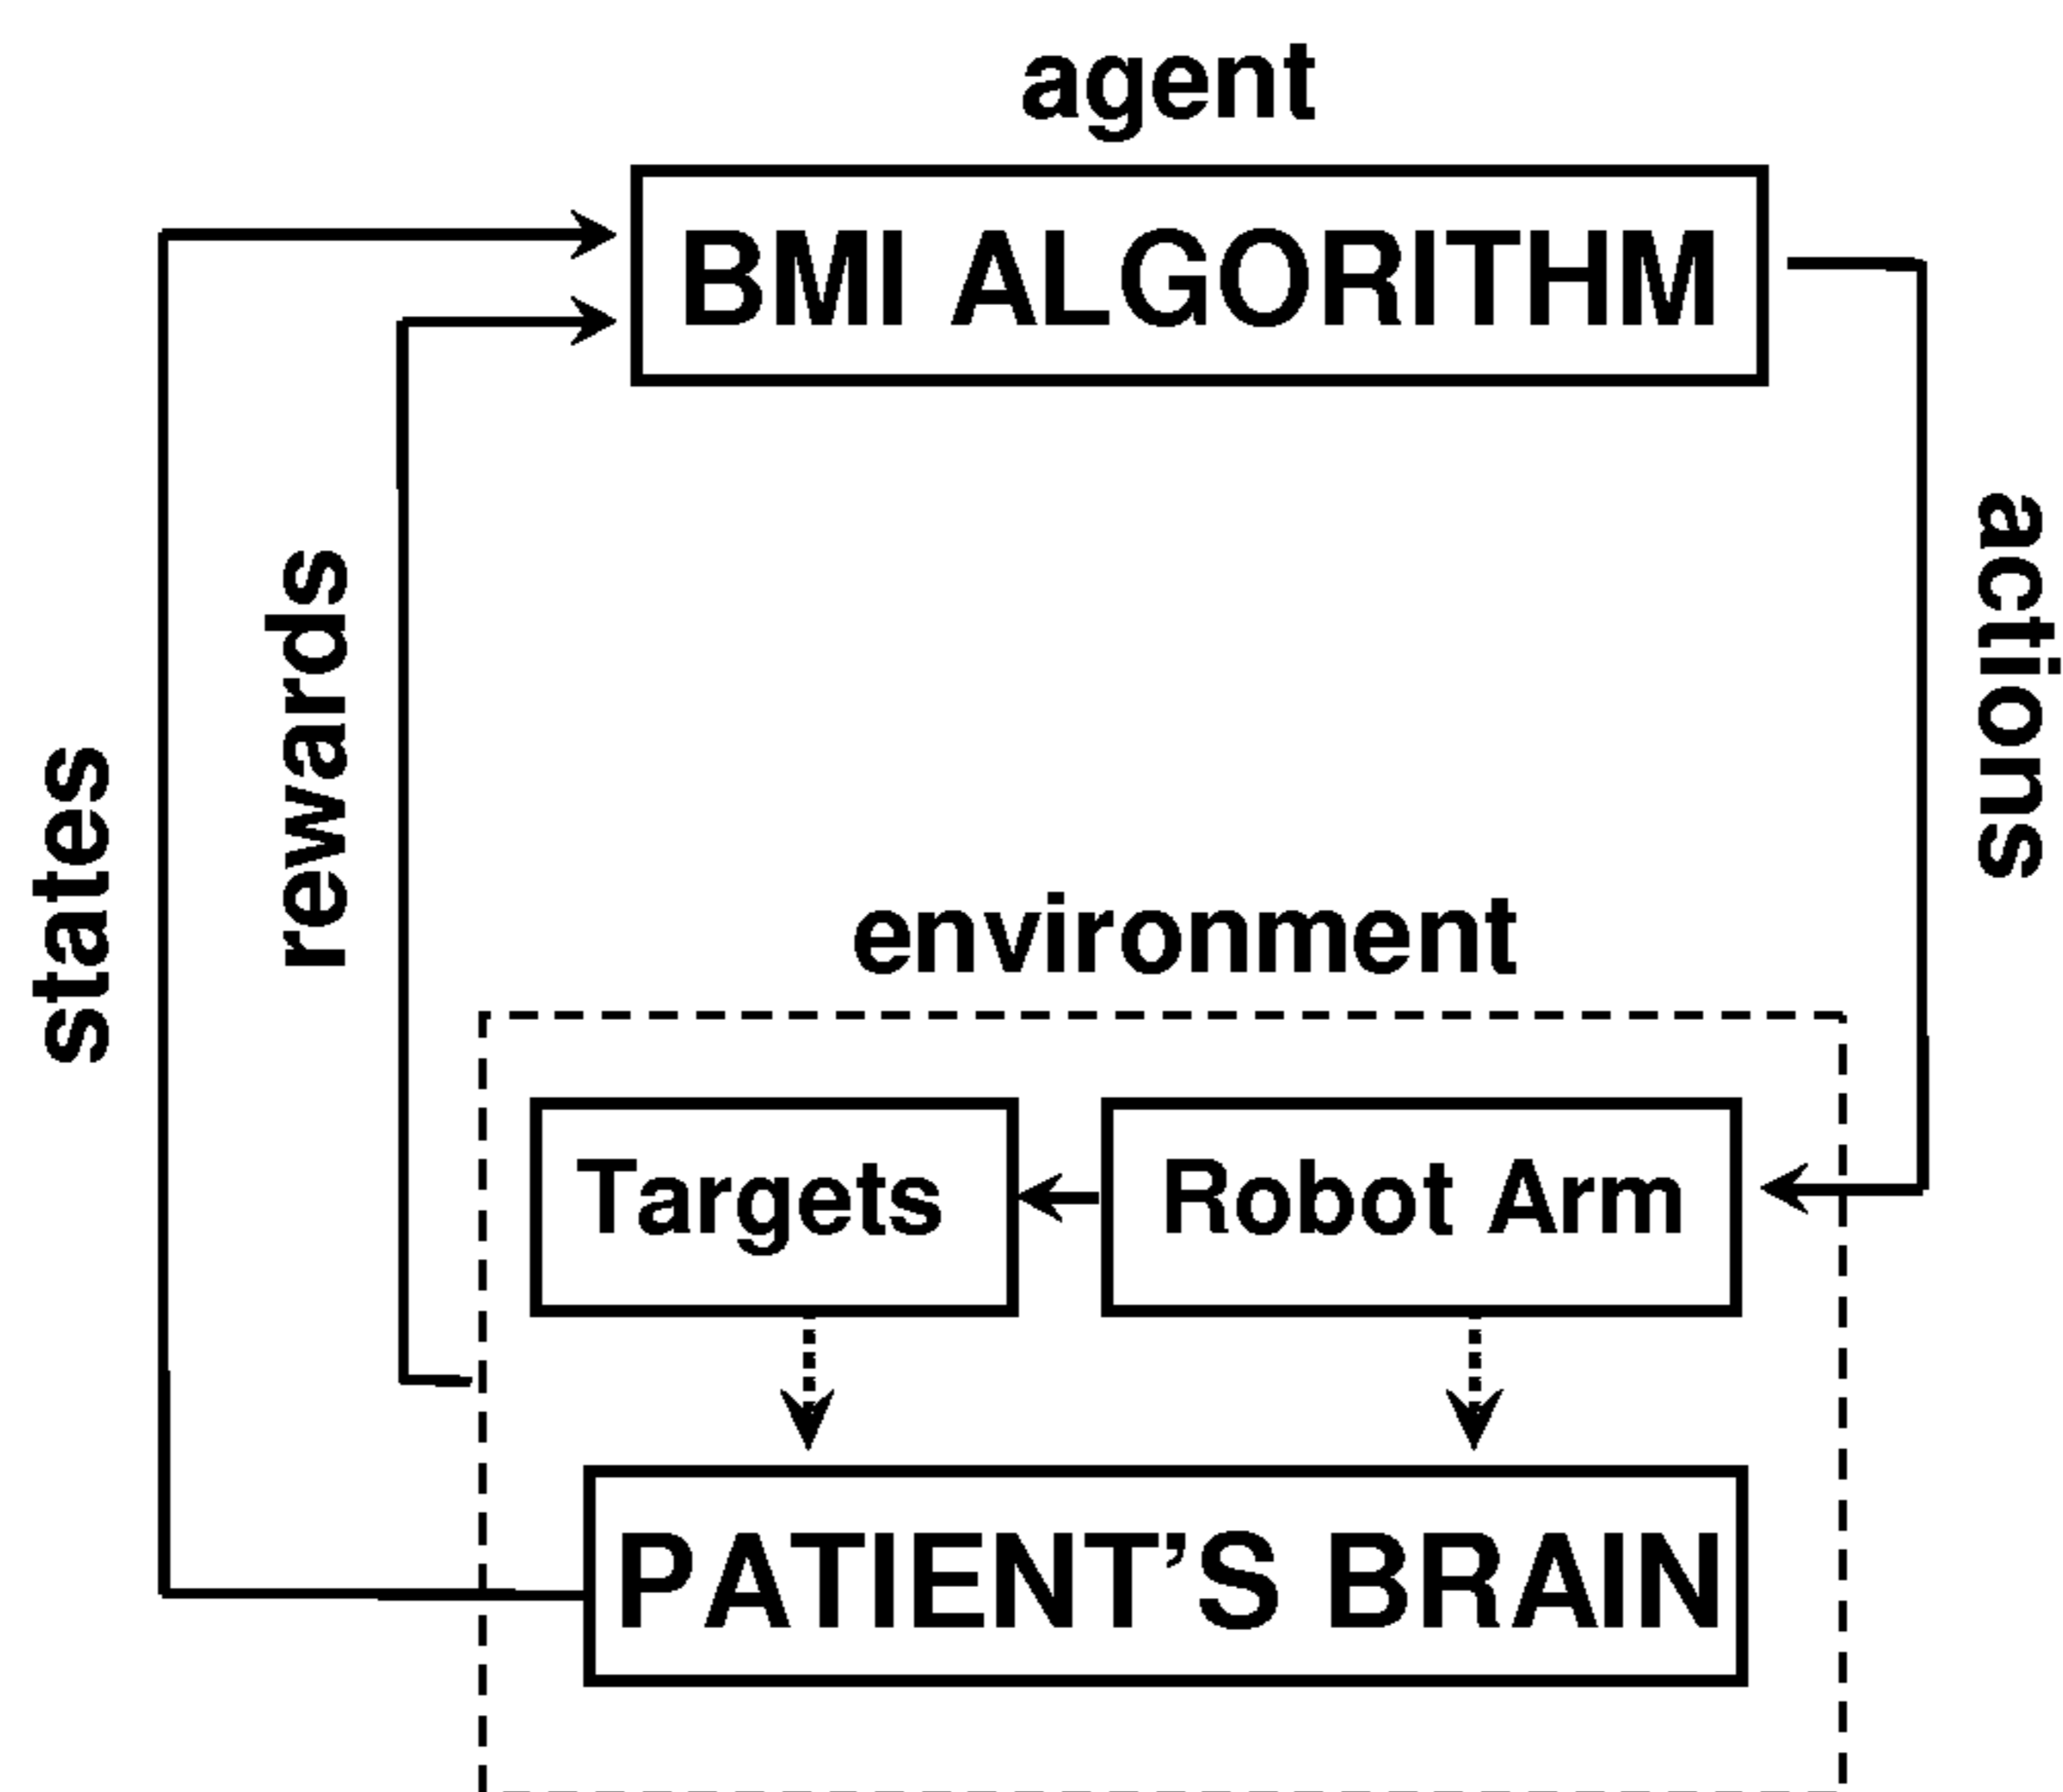 agent
BMI ALGORITHM
states
rewards
actions
environment
Targets
Robot Arm
PATIENT’S BRAIN